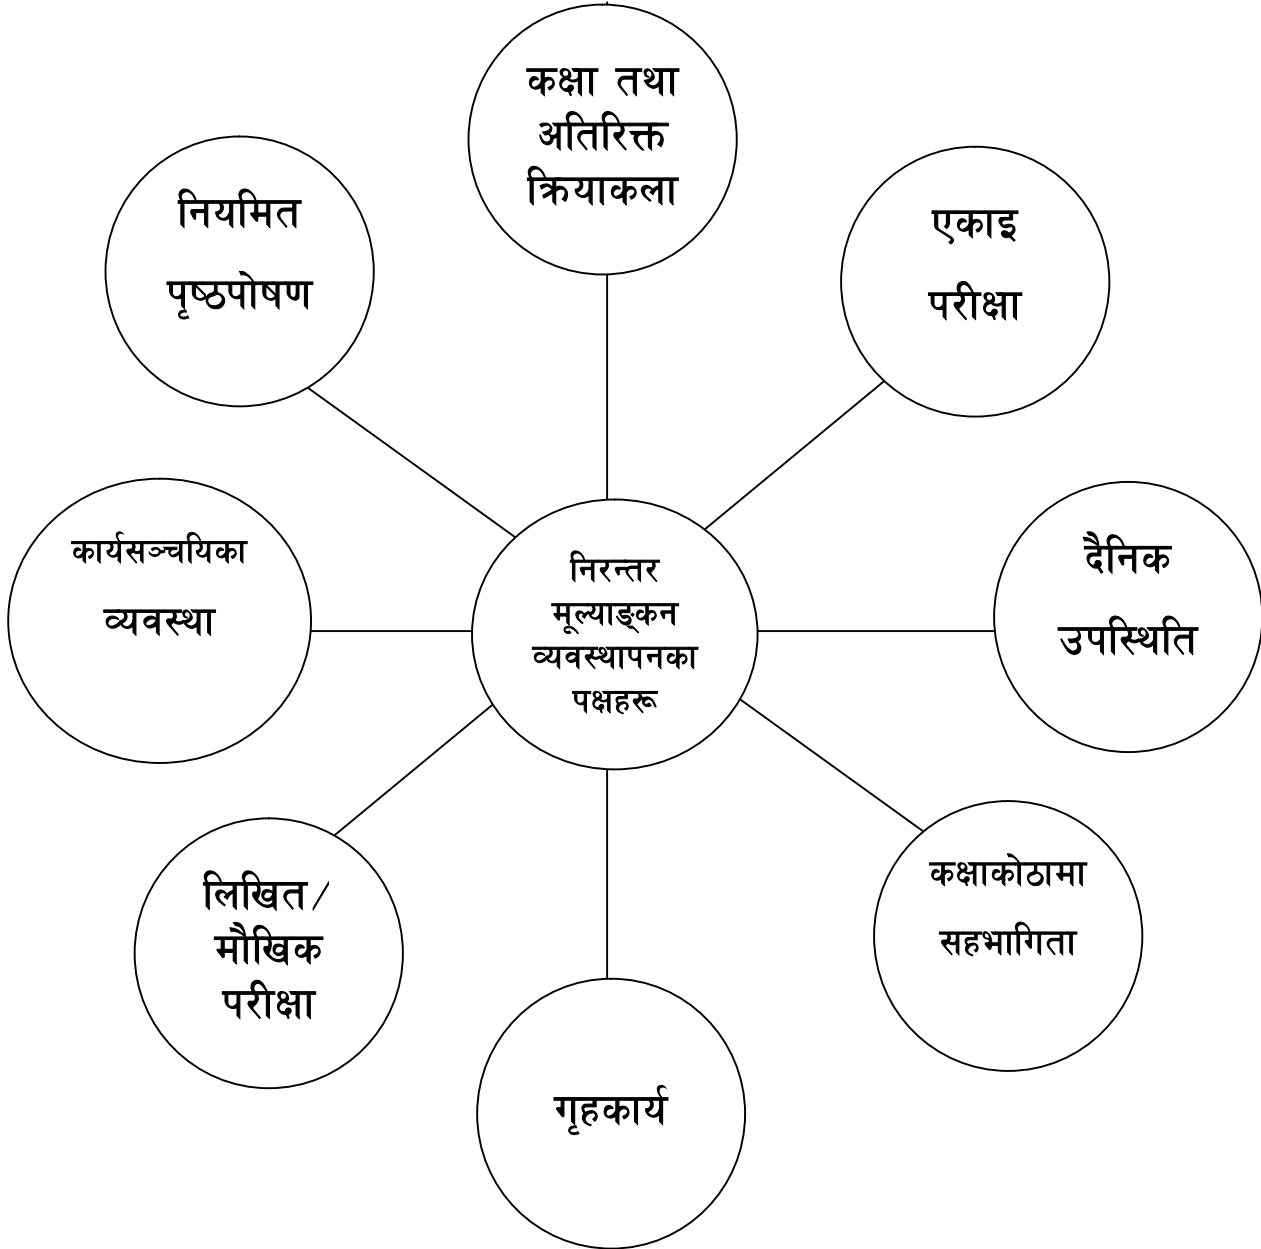 कक्षा तथा
अतिरिक्त
क्रियाकला
नियमित
पृष्ठपोषण
एकाइ
परीक्षा
कार्यसञ्चयिका
व्यवस्था
निरन्तर
मूल्याङ्कन
व्यवस्थापनका
पक्षहरू
दैनिक
उपस्थिति
लिखित/
मौखिक
परीक्षा
कक्षाकोठामा
सहभागिता
गृहकार्य